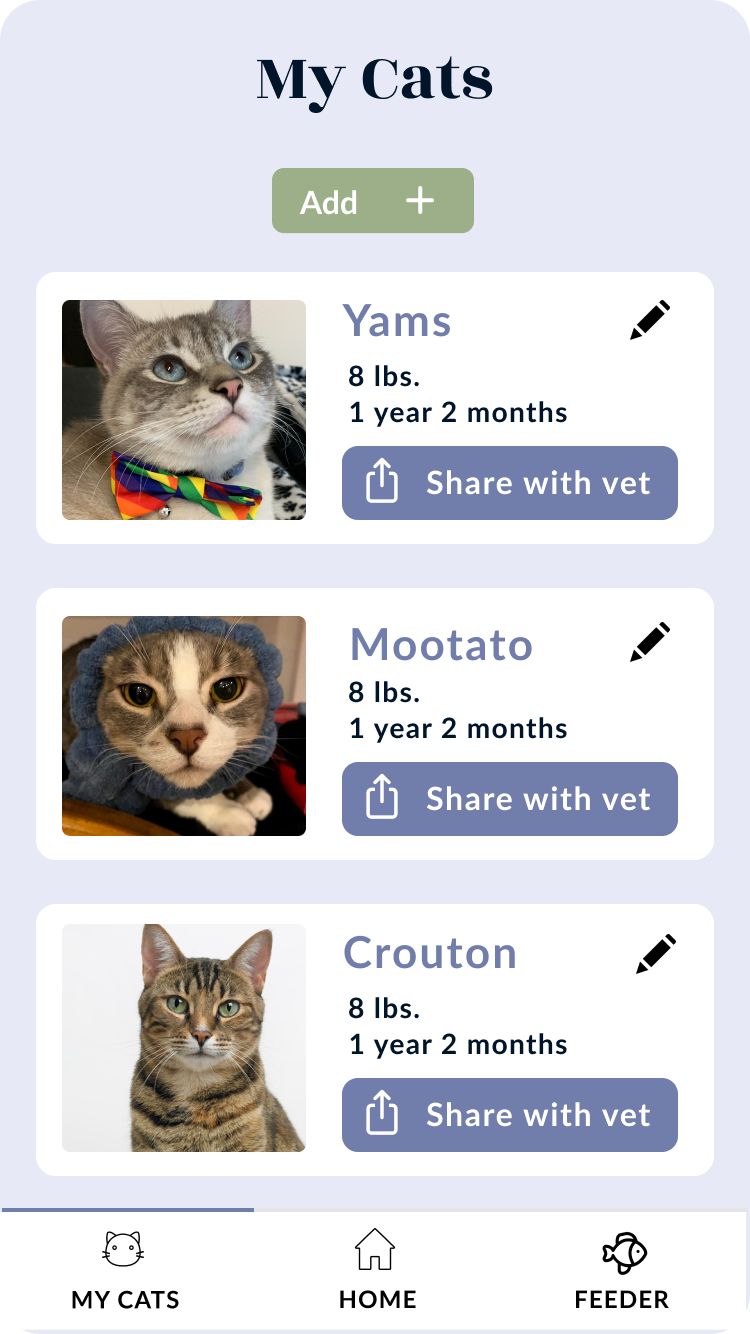 My Cats
Add +
Yams
8 lbs.
1 year 2 months
Share with vet
Mootato
8 lbs.
1 year 2 months
Share with vet
Crouton
8 lbs.
1 year 2 months
Share with vet
MY CATS HOME FEEDER